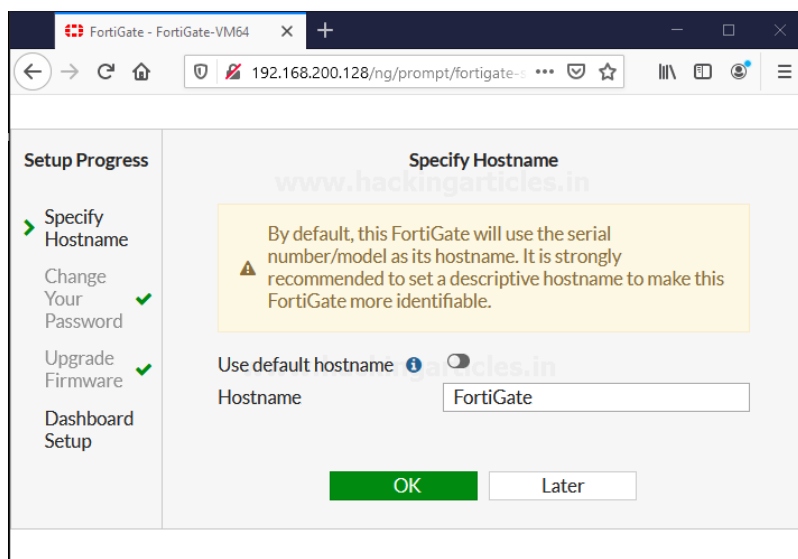 FortiGate - FortiGate-VM64
192.168.200.128/ng/prompt/fortigate-s
Setup Progress
Specify
Hostname
Change
Your
Password
Upgrade
Firmware
Dashboard
Setup
Specify Hostname
www.hackingarticles.in
By default, this FortiGate will use the serial
number/model as its hostname. It is strongly
recommended to set a descriptive hostname to make this
FortiGate more identifiable.
Use default hostname
www.hackingarticles.in
Hostname
FortiGate
OK
Later